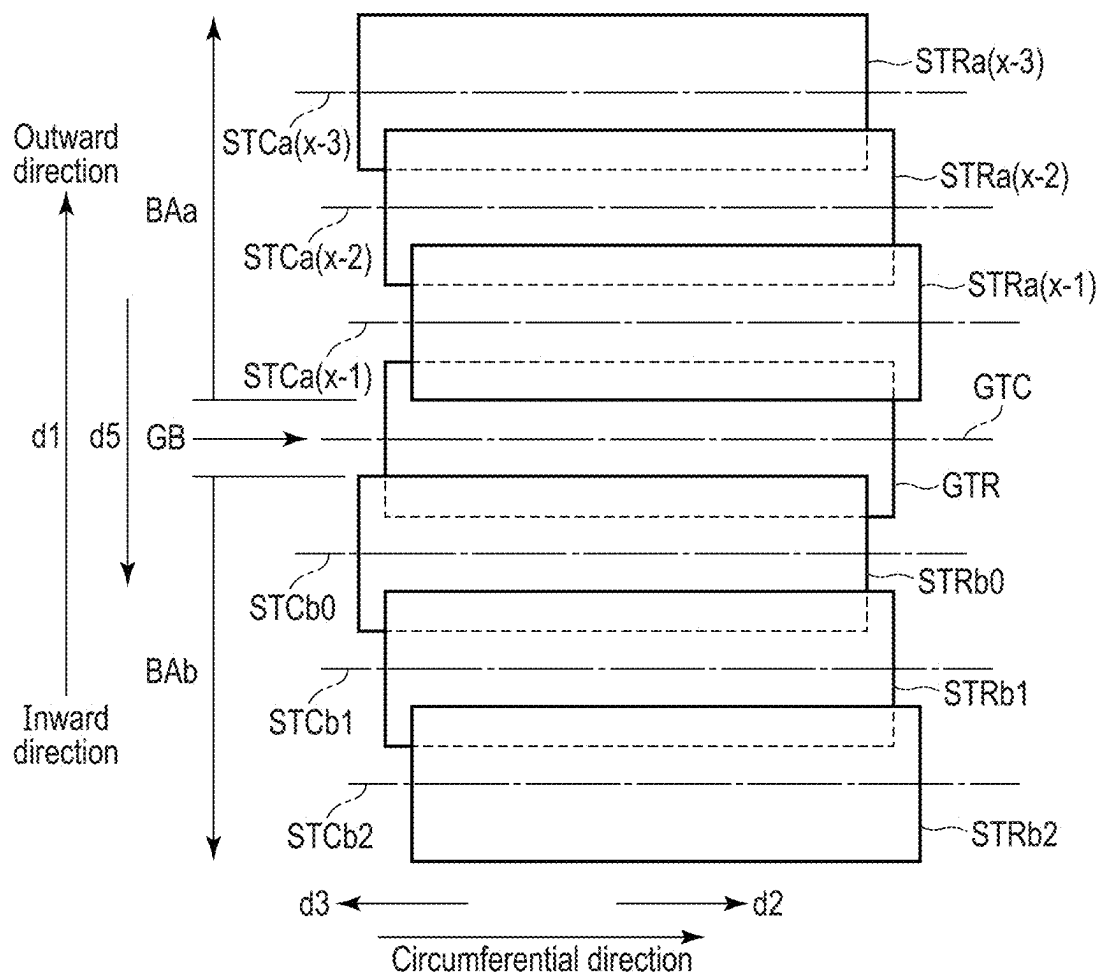 STRa(x-3)
STCa(x-3)
Outward
direction
STRa(x-2)
BAa
STCa(x-2)
STRa(x-1)
STCa(x-1)
GTC
d1
d5
GB
GTR
STRb0
STCb0
BAb
STRb1
Inward
direction
STCb1
STCb2
STRb2
d3
d2
Circumferential direction